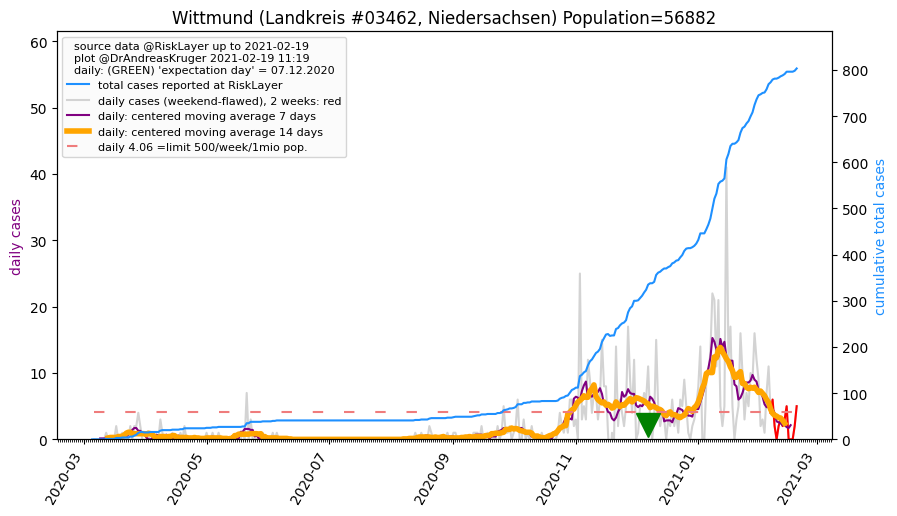 Wittmund (Landkreis #03462, Niedersachsen) Population=56882
source data @RiskLayer up to 2021-02-19
plot @DrAndreasKruger 2021-02-19 11:19
daily: (GREEN) 'expectation day' = 07.12.2020
total cases reported at RiskLayer
daily cases (weekend-flawed), 2 weeks: red
daily: centered moving average 7 days
daily: centered moving average 14 days
daily 4.06 =limit 500/week/1mio pop.
daily cases
60
50
40
30
20
10
0
800
700
600
500
400
300
200
100
0
cumulative total cases
2020-03
2020-05
2020-07
2020-09
2020-11
2021-01
2021-03